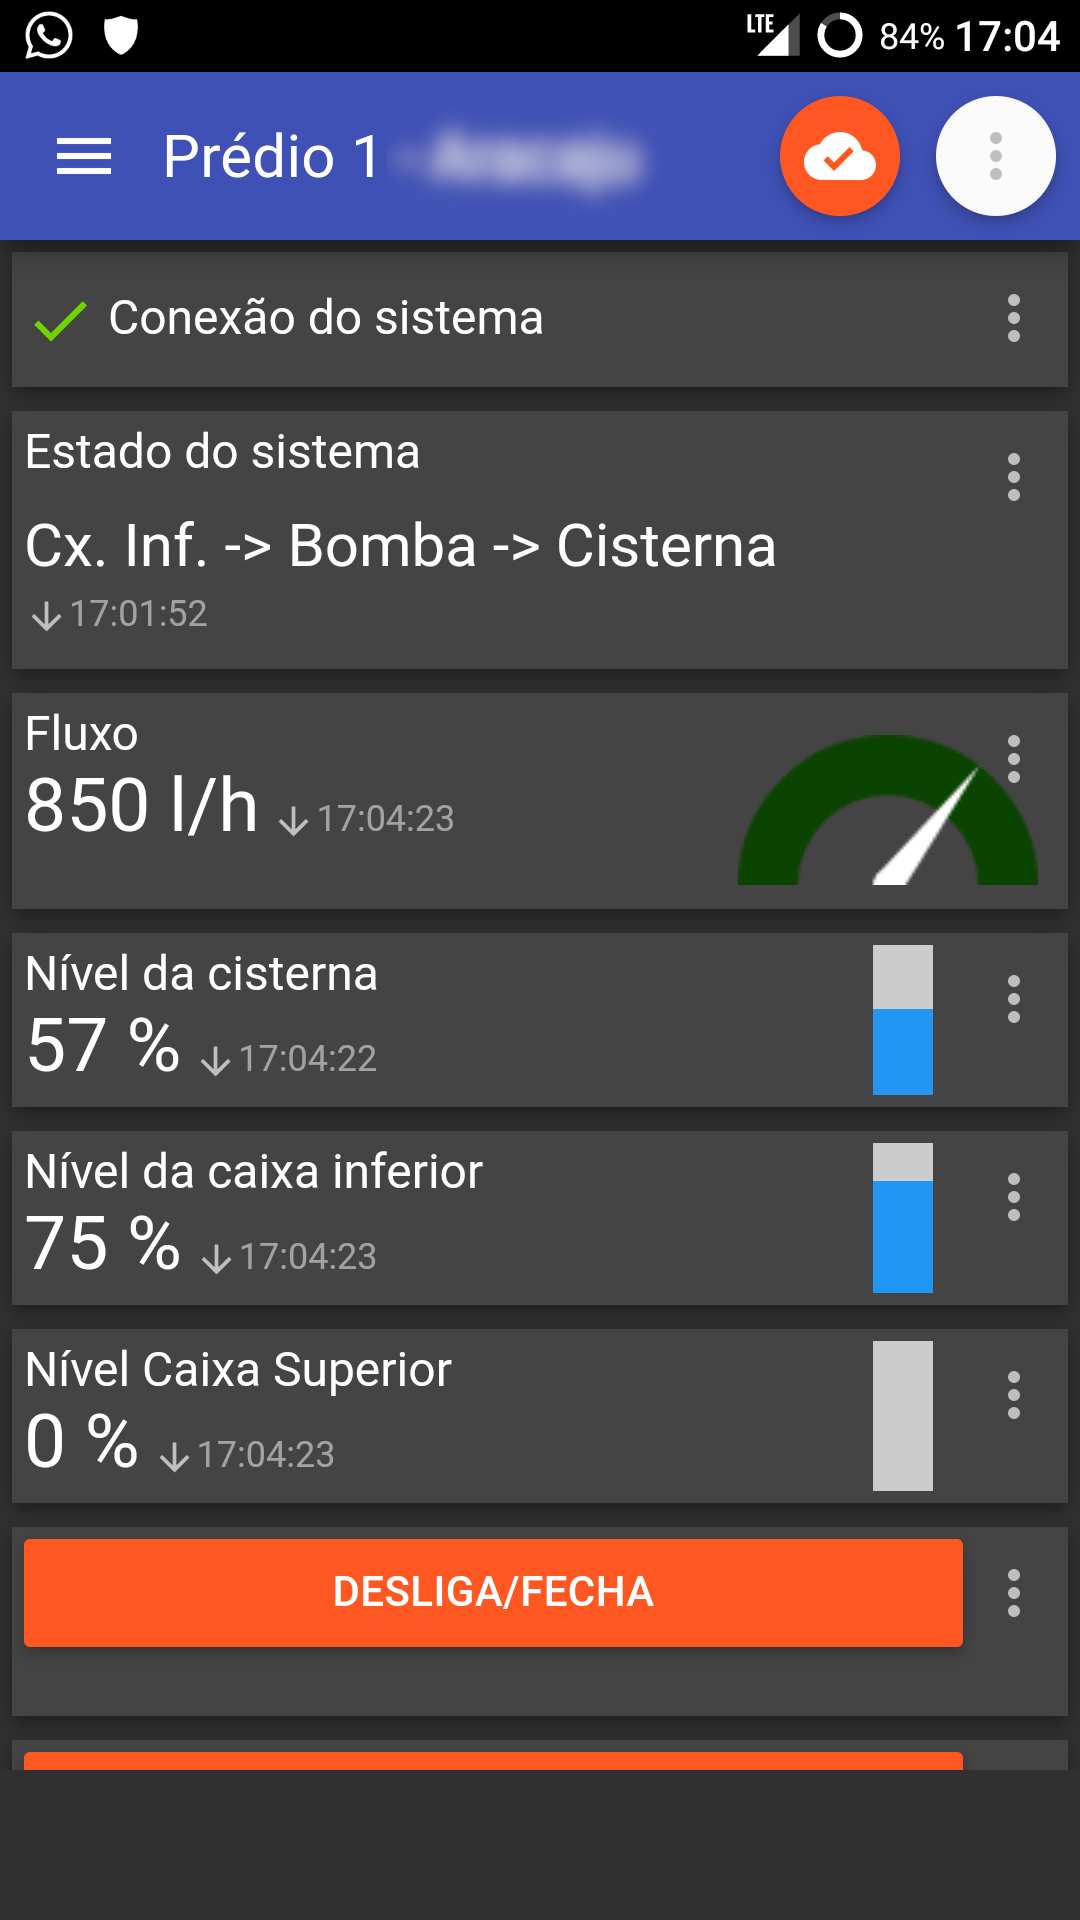 LTE 84% 17:04
Prédio 1
Conexão do sistema
Estado do sistema
Cx. Inf. -> Bomba -> Cisterna
17:01:52
Fluxo
850 l/h 17:04:23
Nível da cisterna
57 % 17:04:22
Nível da caixa inferior
75 % 17:04:23
Nível Caixa Superior
0 % 17:04:23
DESLIGA/FECHA